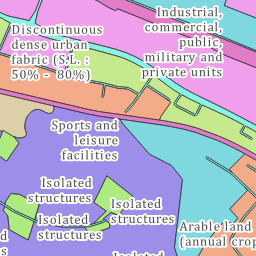 Discontinuous
dense urban
fabric (S.L. :
50% - 80%)
Industrial,
commercial,
public,
military and
private units
Sports and
leisure
facilities
Isolated
structures
Isolated
structures
Isolated
structures
Arable land
(annual crop
Isolated